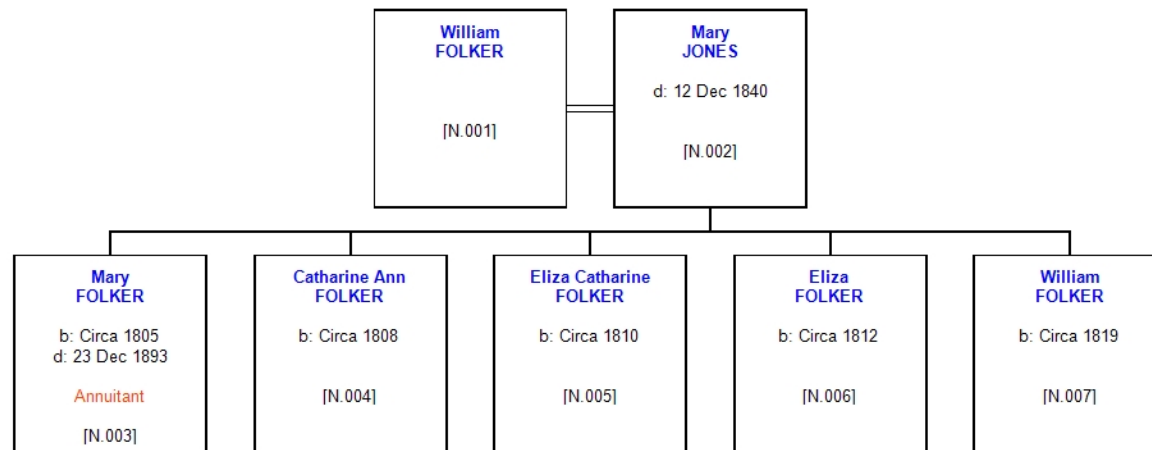 William
FOLKER
[N.001]
Mary
JONES
d: 12 Dec 1840
[N.002]
Mary
FOLKER
b: Circa 1805
d: 23 Dec 1893
Annuitant
[N.003]
Catharine Ann
FOLKER
b: Circa 1808
[N.004]
Eliza Catharine
FOLKER
b: Circa 1810
[N.005]
Eliza
FOLKER
b: Circa 1812
[N.006]
William
FOLKER
b: Circa 1819
[N.007]